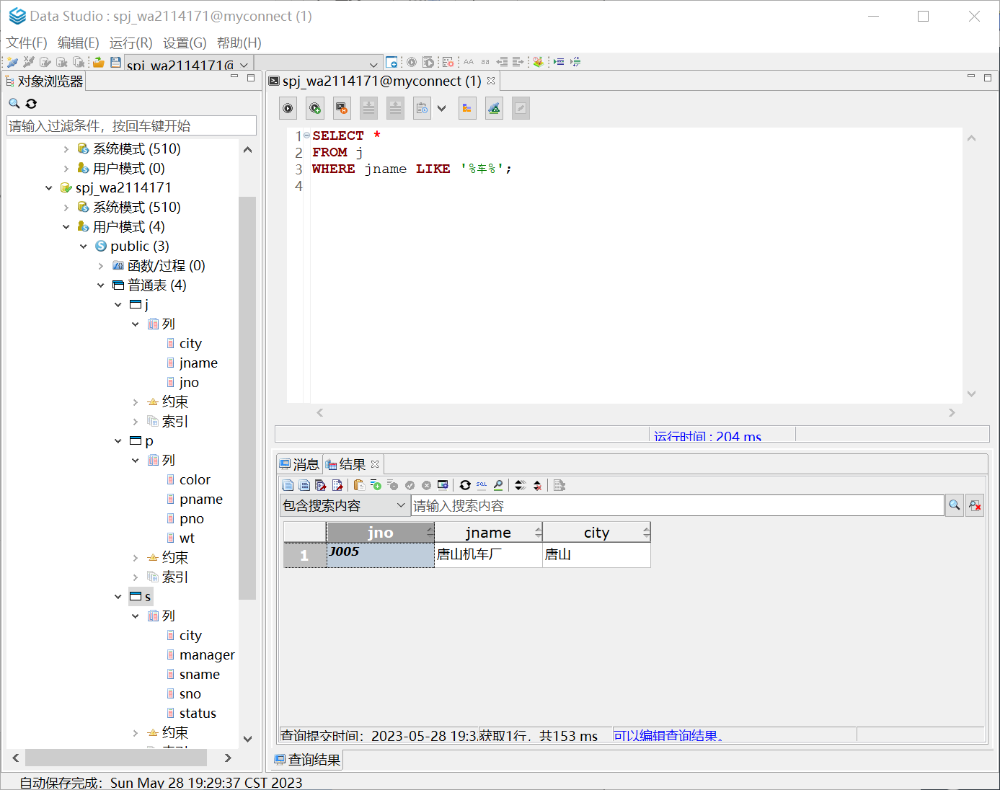 Data Studio : spj_wa2114171@myconnect (1)
文件(F) 编辑(E) 运行(R) 设置(G) 帮助(H)
spj_wa2114171@
对象浏览器
请输入过滤条件，按回车键开始
系统模式 (510)
用户模式 (0)
spj_wa2114171
系统模式 (510)
用户模式 (4)
public (3)
函数/过程 (0)
普通表 (4)
j
列
city
jname
jno
约束
索引
p
列
color
pname
pno
wt
约束
索引
s
列
city
manager
sname
sno
status
约束
spj_wa2114171@myconnect (1)
1 SELECT *
2 FROM j
3 WHERE jname LIKE '%车%';
4
运行时间 : 204 ms
消息 结果
包含搜索内容 请输入搜索内容
jno jname city
1 J005 唐山机车厂 唐山
查询提交时间：2023-05-28 19:3 获取1行，共153 ms 可以编辑查询结果。
查询结果
自动保存完成：Sun May 28 19:29:37 CST 2023